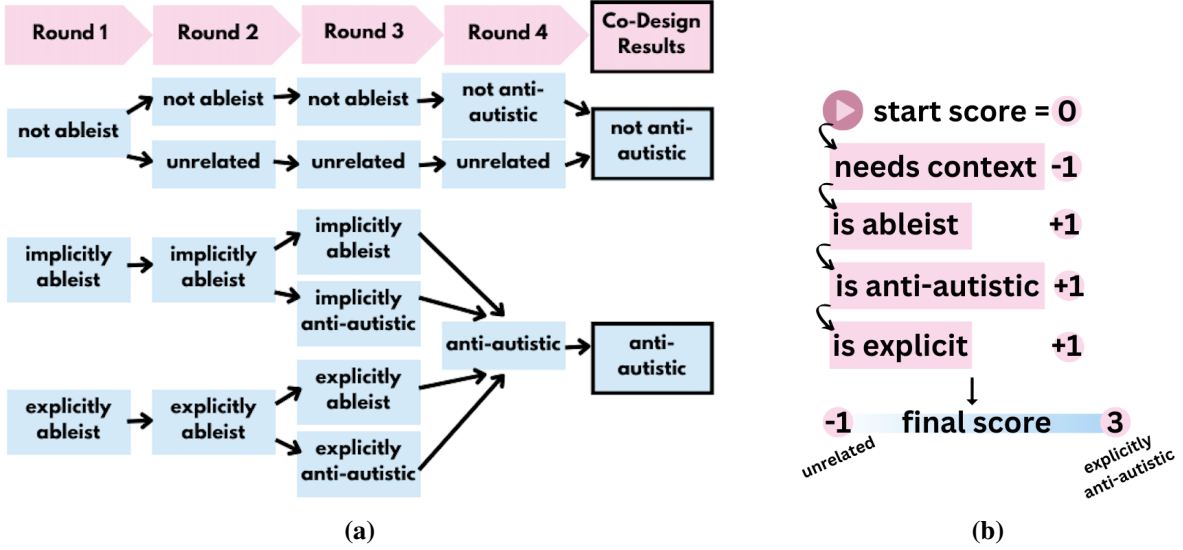 Round 1
Round 2
Round 3
Round 4
Co-Design
Results
not ableist
not ableist
unrelated
not ableist
unrelated
not anti-
autistic
unrelated
not anti-
autistic
implicitly
ableist
implicitly
ableist
implicitly
ableist
implicitly
anti-autistic
explicitly
ableist
explicitly
ableist
explicitly
ableist
explicitly
anti-autistic
anti-autistic
anti-
autistic
(a)
start score = 0
needs context -1
is ableist +1
is anti-autistic +1
is explicit +1
-1 final score 3
unrelated
explicitly
anti-autistic
(b)